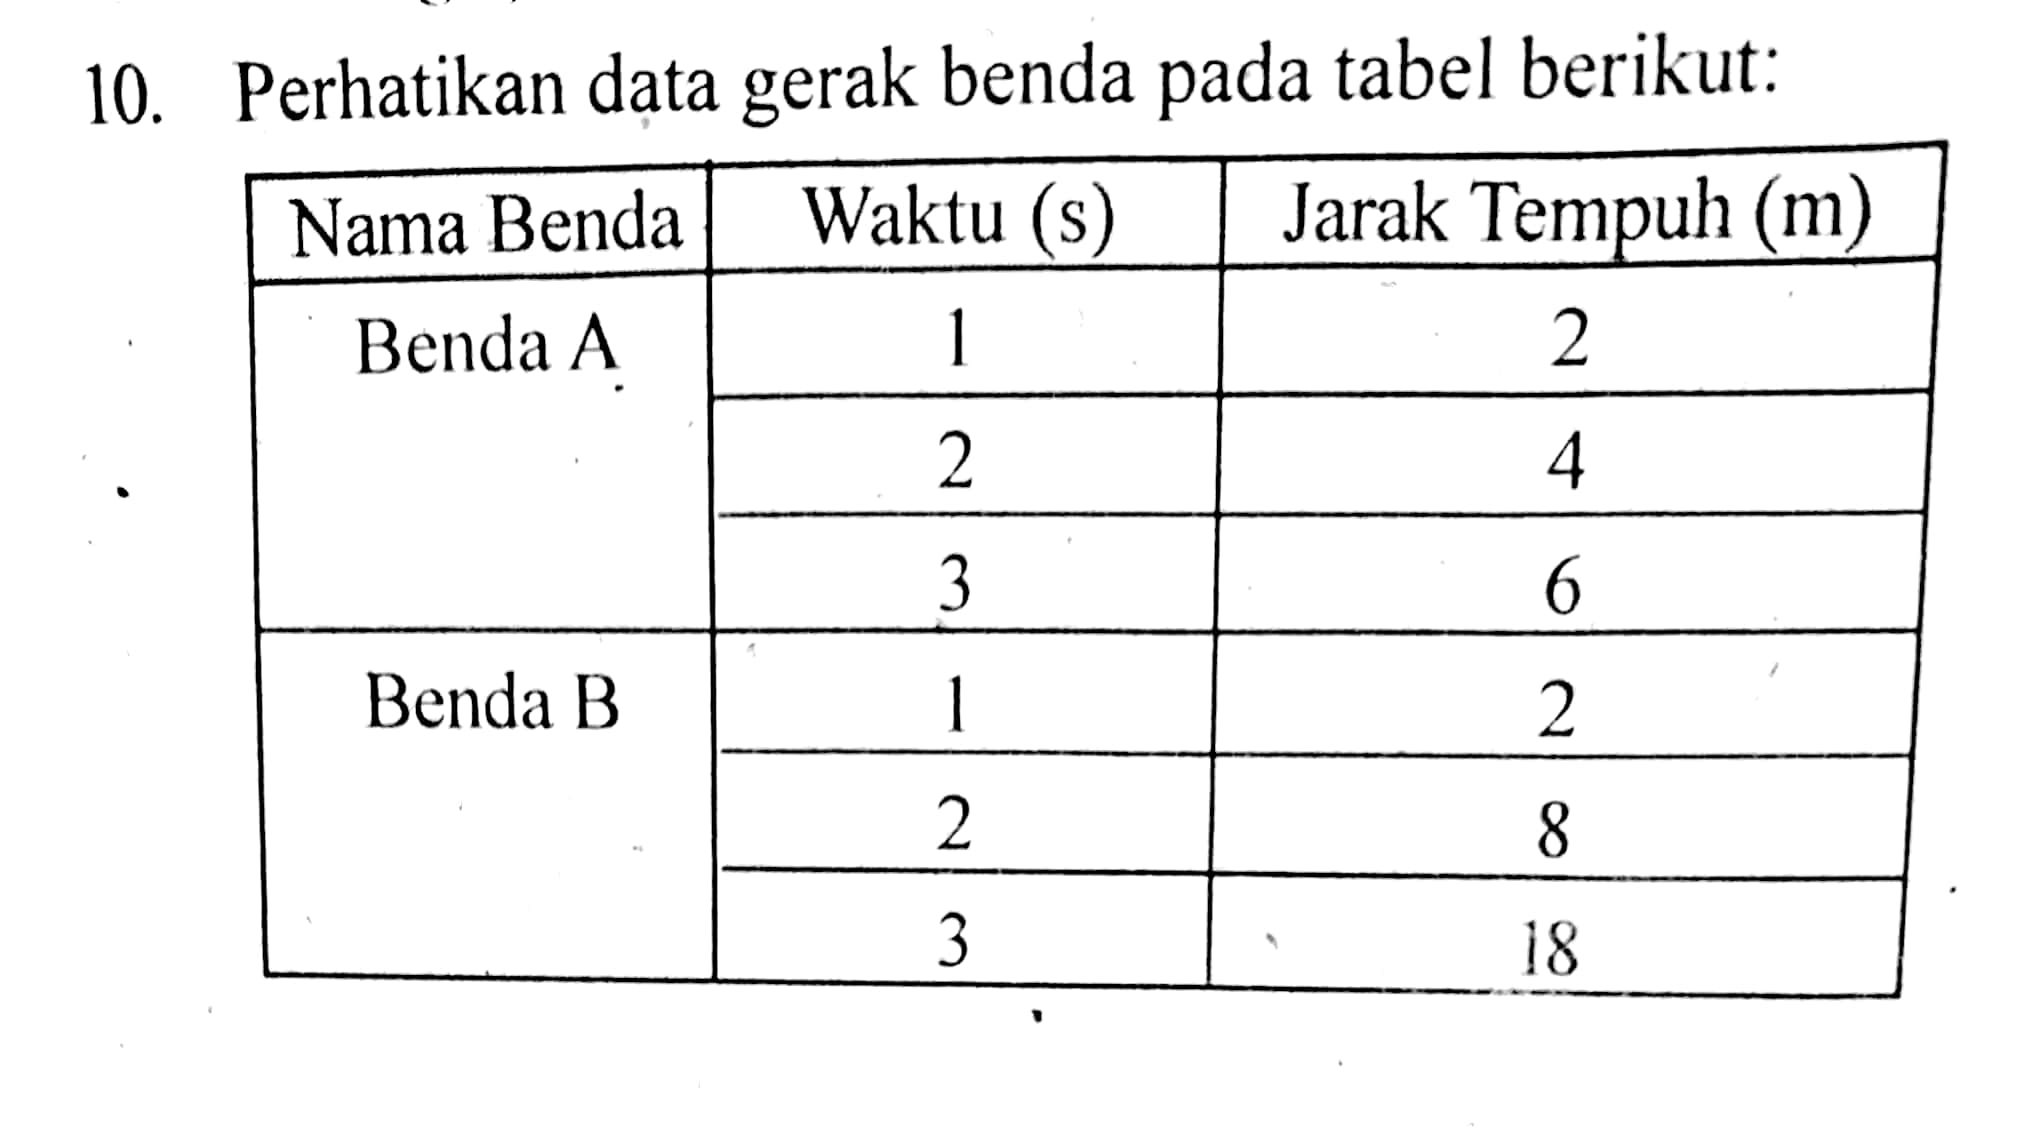 10. Perhatikan data gerak benda pada tabel berikut:
Nama Benda Waktu (s) Jarak Tempuh (m)
Benda A 1 2
2 4
3 6
Benda B 1 2
2 8
3 18